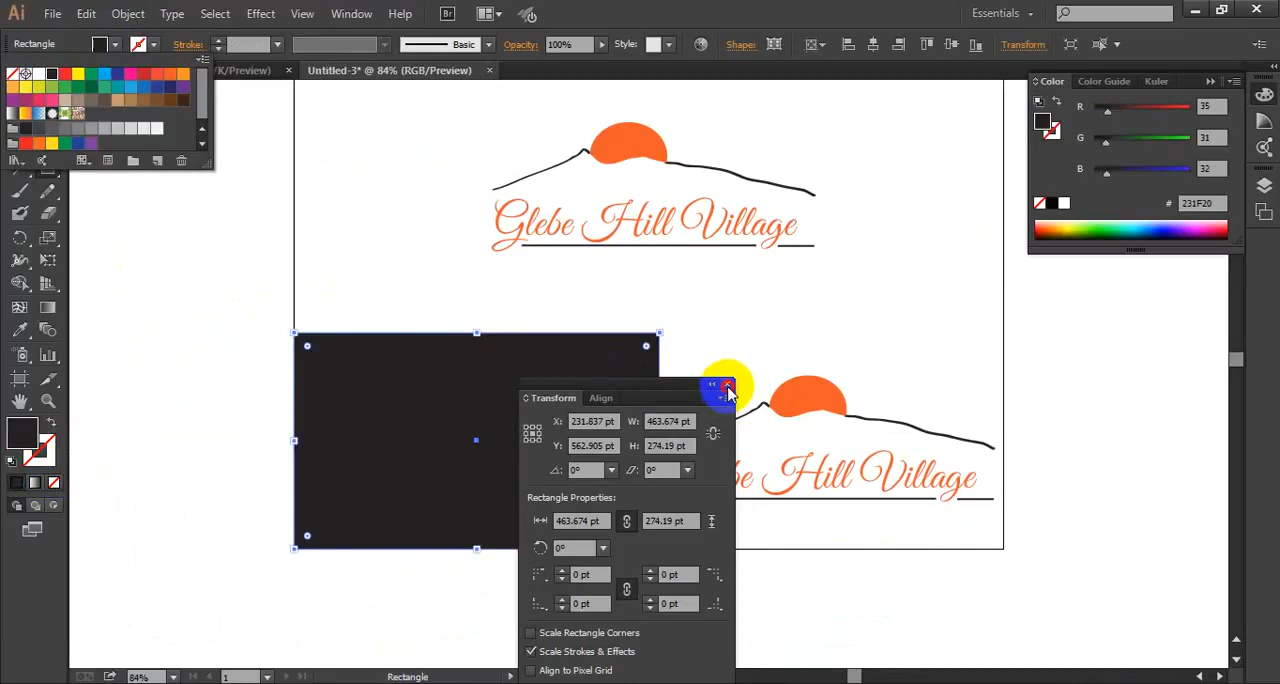 Ai File Edit Object Type Select Effect View Window Help Br Essentials
Rectangle Stroke: Basic Opacity: 100% Style: Shape: Transform
K/Preview) × Untitled-3* @ 84% (RGB/Preview) ×
Color Color Guide Kuler
R 35
G 31
B 32
# 231F20
Glebe Hill Village
be Hill Village
Transform Align
X: 231.837 pt W: 463.674 pt
Y: 562.905 pt H: 274.19 pt
0° 0°
Rectangle Properties:
463.674 pt 274.19 pt
0°
0 pt 0 pt
0 pt 0 pt
Scale Rectangle Corners
Scale Strokes & Effects
Align to Pixel Grid
84% 1 Rectangle